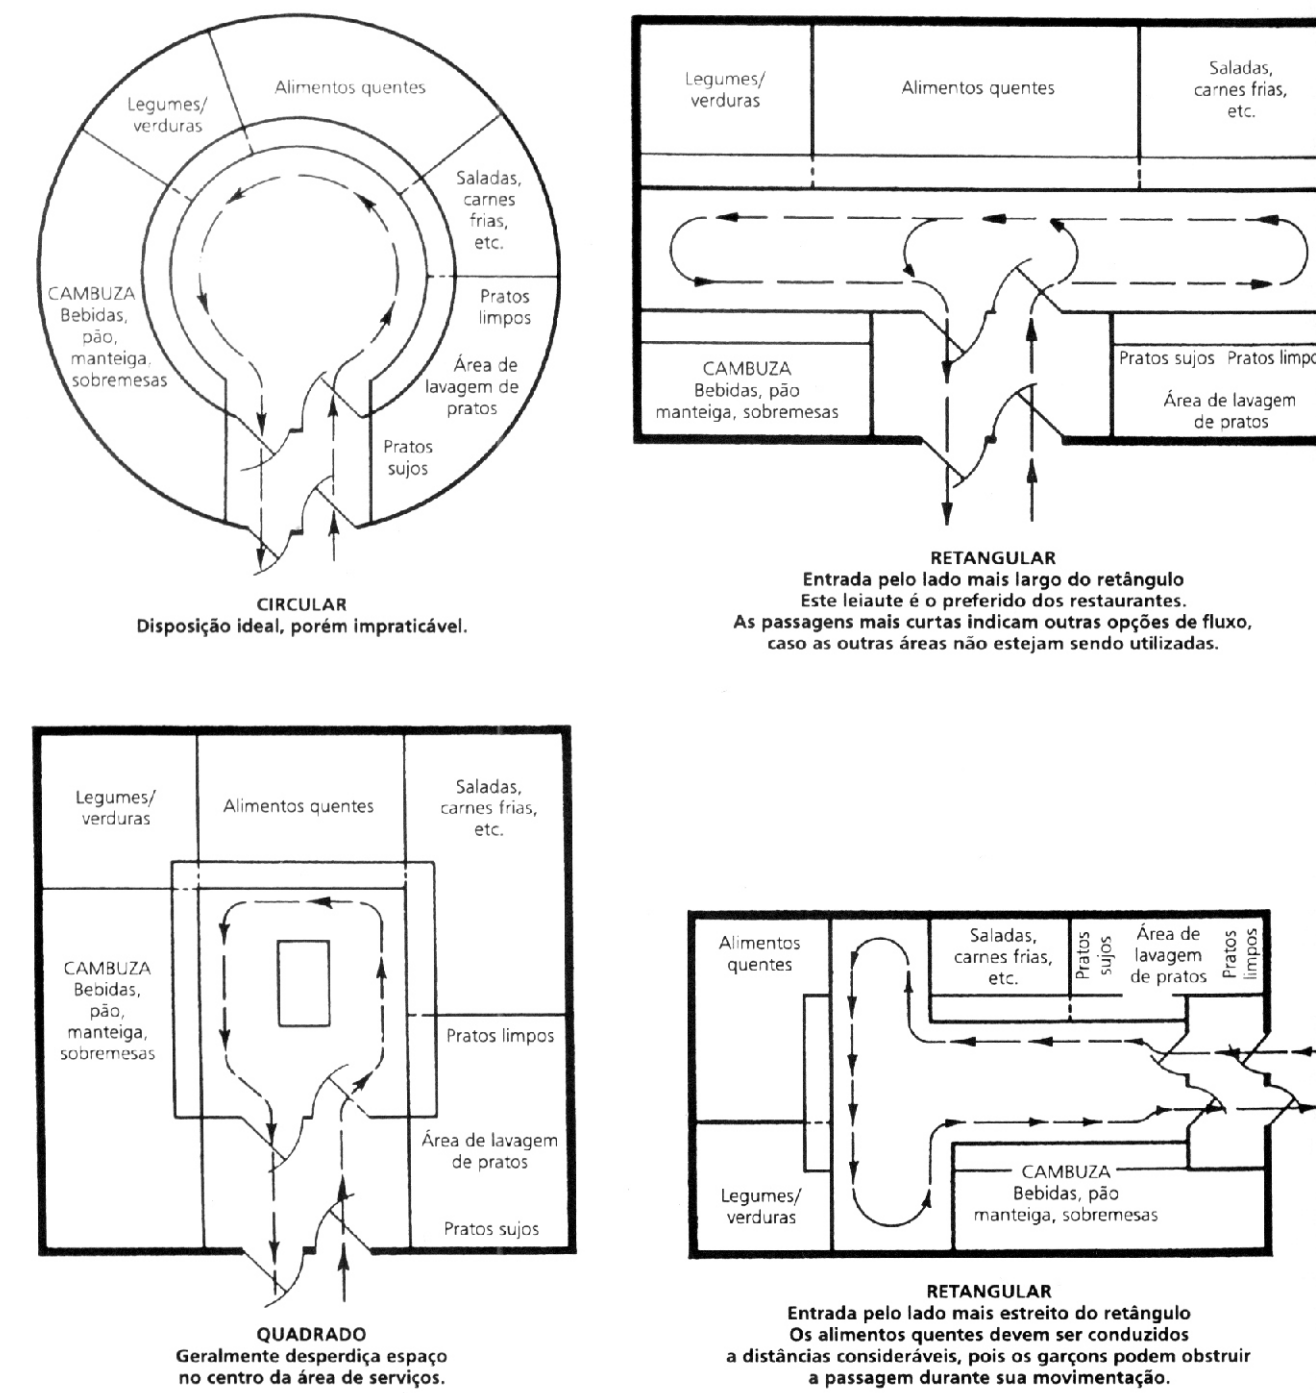 Legumes/
verduras
Alimentos quentes
Saladas,
carnes
frias,
etc.
CAMBUZA
Bebidas,
pão,
manteiga,
sobremesas
Pratos
limpos
Área de
lavagem de
pratos
Pratos
sujos
CIRCULAR
Disposição ideal, porém impraticável.
Legumes/
verduras
Alimentos quentes
Saladas,
carnes frias,
etc.
CAMBUZA
Bebidas, pão
manteiga, sobremesas
Pratos sujos Pratos limpo
Área de lavagem
de pratos
RETANGULAR
Entrada pelo lado mais largo do retângulo
Este leiaute é o preferido dos restaurantes.
As passagens mais curtas indicam outras opções de fluxo,
caso as outras áreas não estejam sendo utilizadas.
Legumes/
verduras
Alimentos quentes
Saladas,
carnes frias,
etc.
CAMBUZA
Bebidas,
pão,
manteiga,
sobremesas
Pratos limpos
Área de lavagem
de pratos
Pratos sujos
QUADRADO
Geralmente desperdiça espaço
no centro da área de serviços.
Alimentos
quentes
Saladas,
carnes frias,
etc.
Pratos
sujos
Área de
lavagem
de pratos
Pratos
limpos
Legumes/
verduras
CAMBUZA
Bebidas, pão
manteiga, sobremesas
RETANGULAR
Entrada pelo lado mais estreito do retângulo
Os alimentos quentes devem ser conduzidos
a distâncias consideráveis, pois os garçons podem obstruir
a passagem durante sua movimentação.